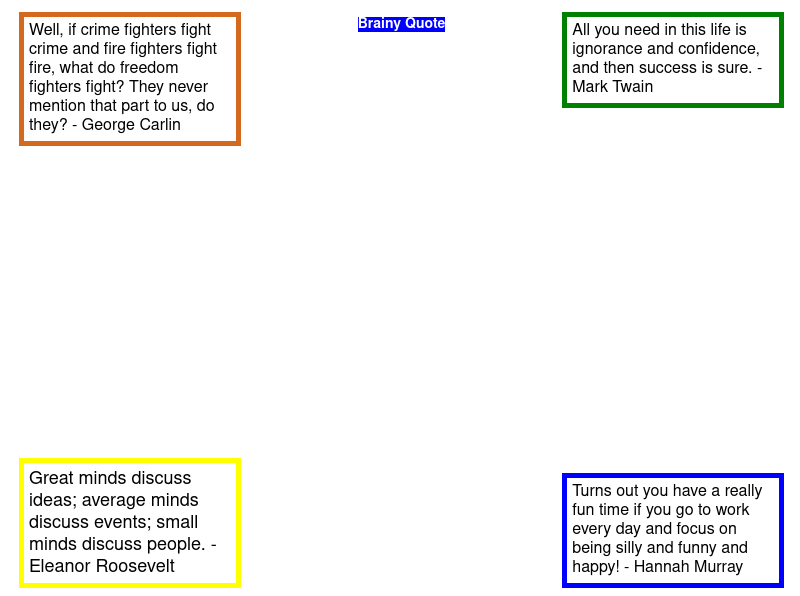 Well, if crime fighters fight
crime and fire fighters fight
fire, what do freedom
fighters fight? They never
mention that part to us, do
they? - George Carlin
Brainy Quote
All you need in this life is
ignorance and confidence,
and then success is sure. -
Mark Twain
Great minds discuss
ideas; average minds
discuss events; small
minds discuss people. -
Eleanor Roosevelt
Turns out you have a really
fun time if you go to work
every day and focus on
being silly and funny and
happy! - Hannah Murray